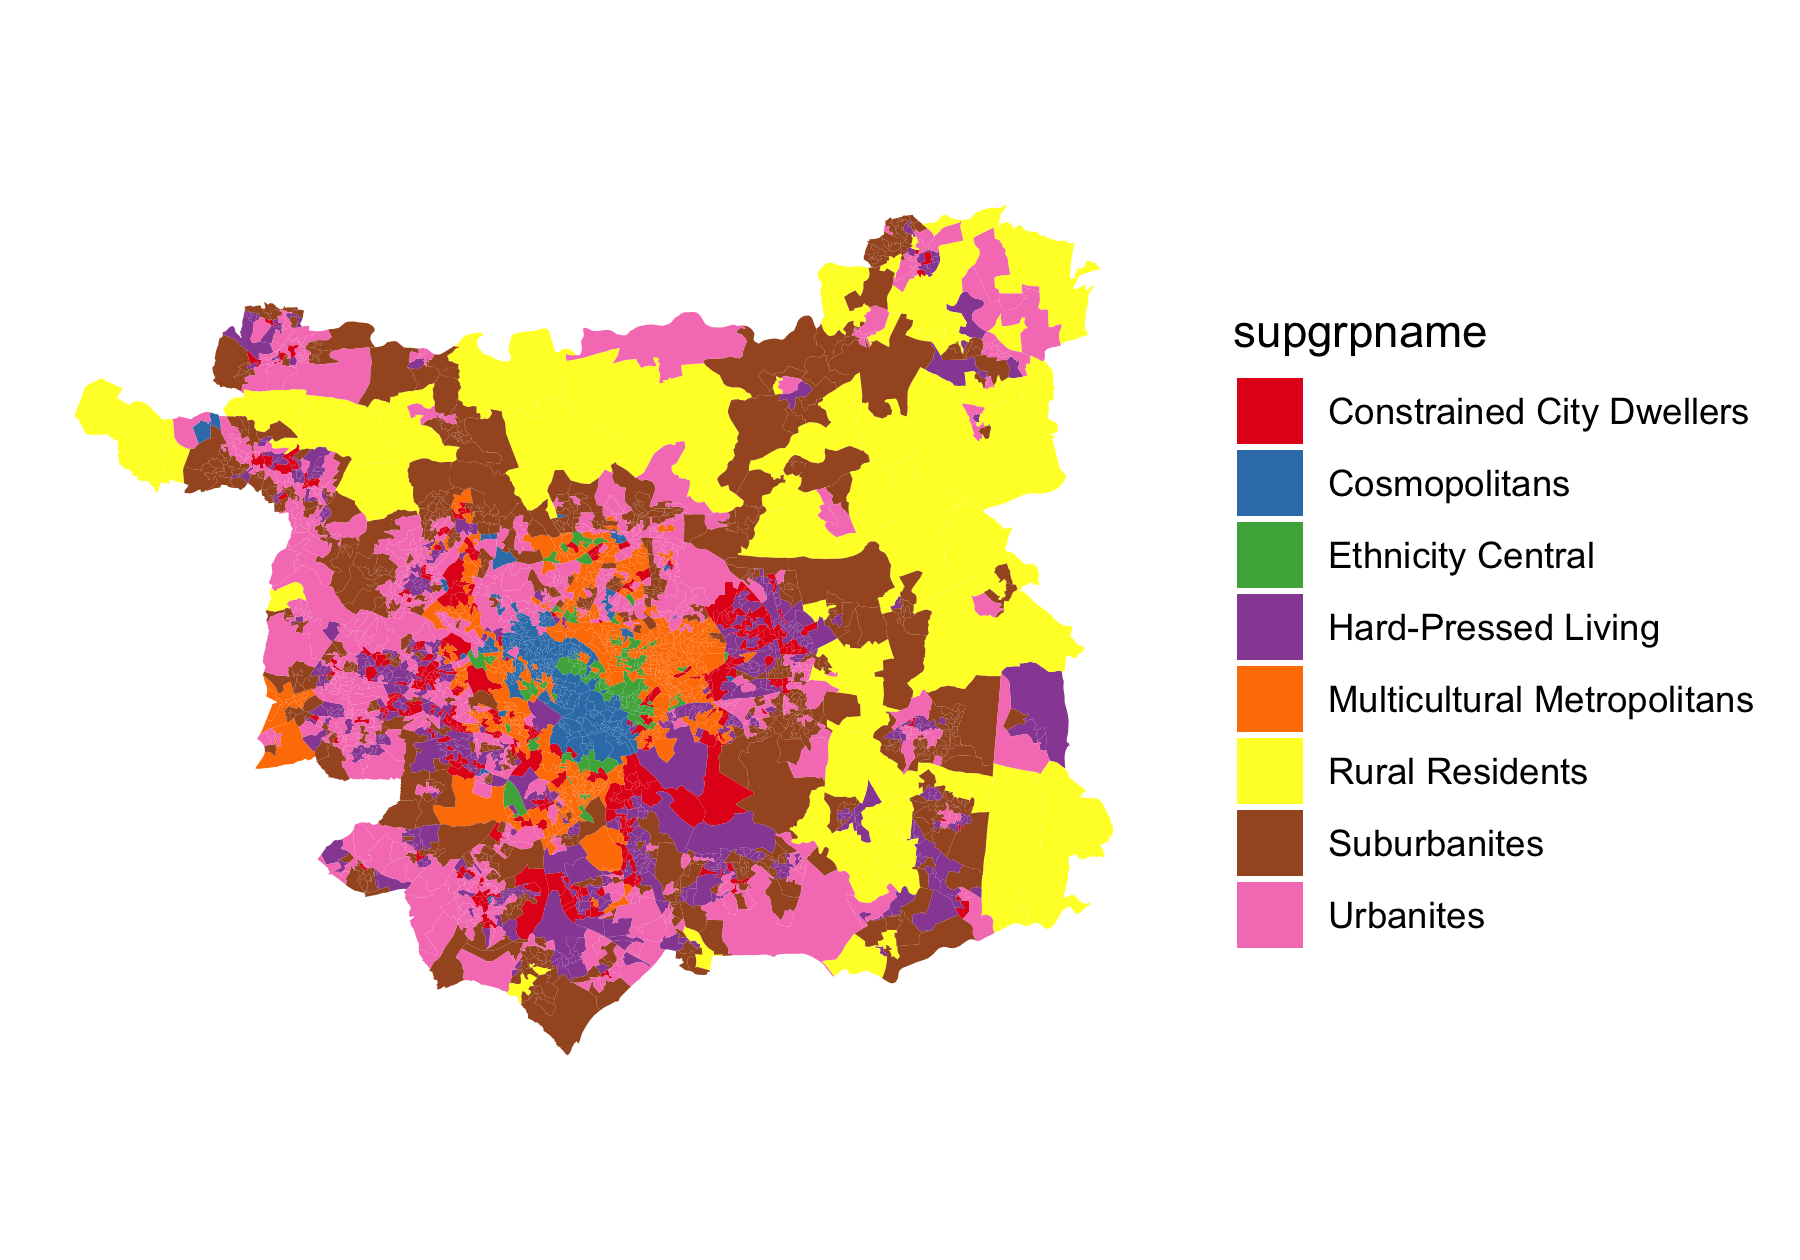 supgrpname
Constrained City Dwellers
Cosmopolitans
Ethnicity Central
Hard-Pressed Living
Multicultural Metropolitans
Rural Residents
Suburbanites
Urbanites